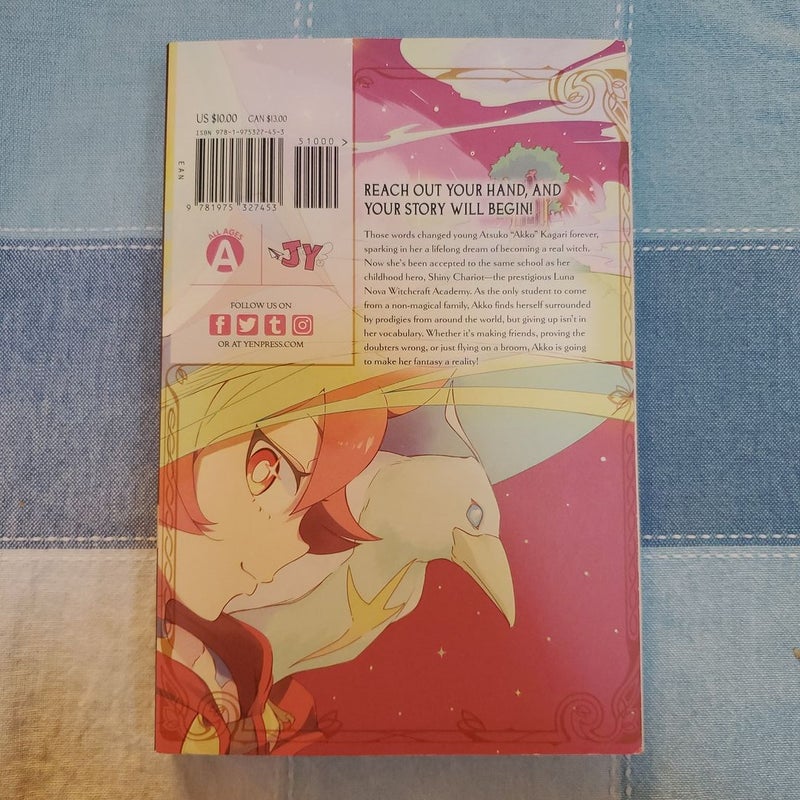 US $10.00 CAN $13.00
ISBN 978-1-975327-45-3
51000 >
EAN
9 781975 327453
ALL AGES
A
JY
FOLLOW US ON
f t
OR AT YENPRESS.COM
REACH OUT YOUR HAND, AND
YOUR STORY WILL BEGIN!
Those words changed young Atsuko "Akko" Kagari forever,
sparking in her a lifelong dream of becoming a real witch.
Now she's been accepted to the same school as her
childhood hero, Shiny Chariot—the prestigious Luna
Nova Witchcraft Academy. As the only student to come
from a non-magical family, Akko finds herself surrounded
by prodigies from around the world, but giving up isn't in
her vocabulary. Whether it's making friends, proving the
doubters wrong, or just flying on a broom, Akko is going
to make her fantasy a reality!